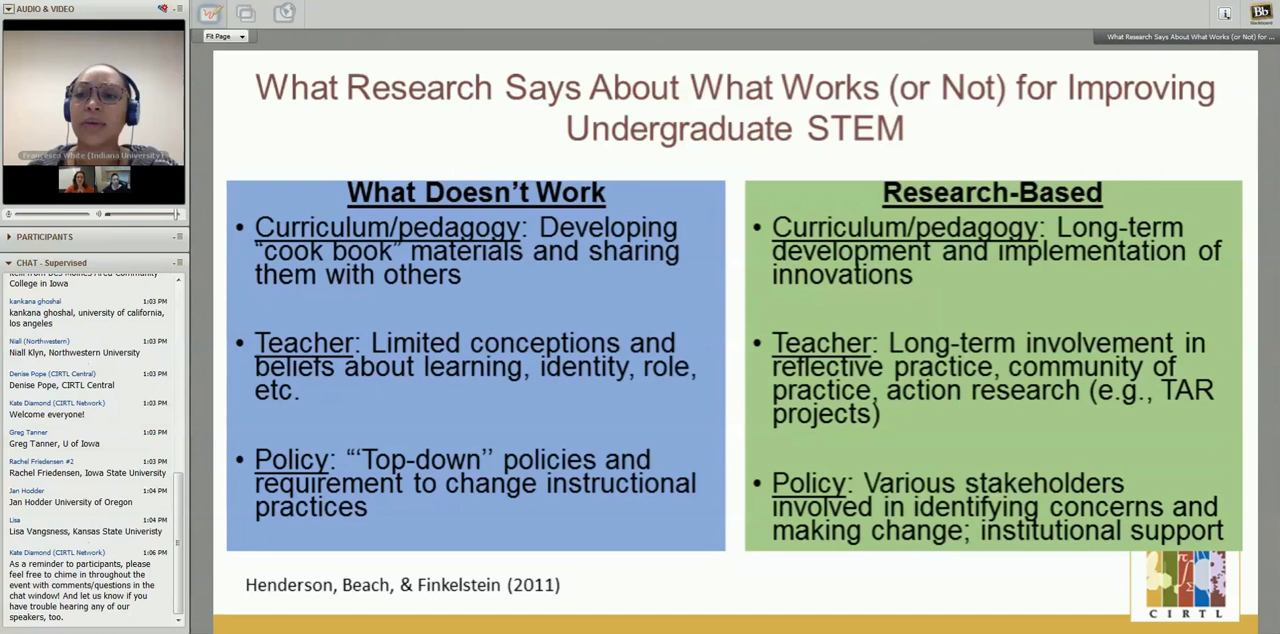 AUDIO & VIDEO
Fit Page
Bb
Blackboard
What Research Says About What Works (or Not) for ...
Francesca White (Indiana University)
PARTICIPANTS
CHAT - Supervised
College in Iowa
kankana ghoshal 1:03 PM
kankana ghoshal, university of california,
los angeles
Niall (Northwestern) 1:03 PM
Niall Klyn, Northwestern University
Denise Pope (CIRTL Central) 1:03 PM
Denise Pope, CIRTL Central
Kate Diamond (CIRTL Network) 1:03 PM
Welcome everyone!
Greg Tanner 1:03 PM
Greg Tanner, U of Iowa
Rachel Friedensen #2 1:03 PM
Rachel Friedensen, Iowa State University
Jan Hodder 1:04 PM
Jan Hodder University of Oregon
Lisa 1:04 PM
Lisa Vangsness, Kansas State Univeristy
Kate Diamond (CIRTL Network) 1:06 PM
As a reminder to participants, please
feel free to chime in throughout the
event with comments/questions in the
chat window! And let us know if you
have trouble hearing any of our
speakers, too.
What Research Says About What Works (or Not) for Improving
Undergraduate STEM
What Doesn't Work
• Curriculum/pedagogy: Developing
"cook book" materials and sharing
them with others
• Teacher: Limited conceptions and
beliefs about learning, identity, role,
etc.
• Policy: "'Top-down'' policies and
requirement to change instructional
practices
Research-Based
• Curriculum/pedagogy: Long-term
development and implementation of
innovations
• Teacher: Long-term involvement in
reflective practice, community of
practice, action research (e.g., TAR
projects)
• Policy: Various stakeholders
involved in identifying concerns and
making change; institutional support
Henderson, Beach, & Finkelstein (2011)
CIRTL